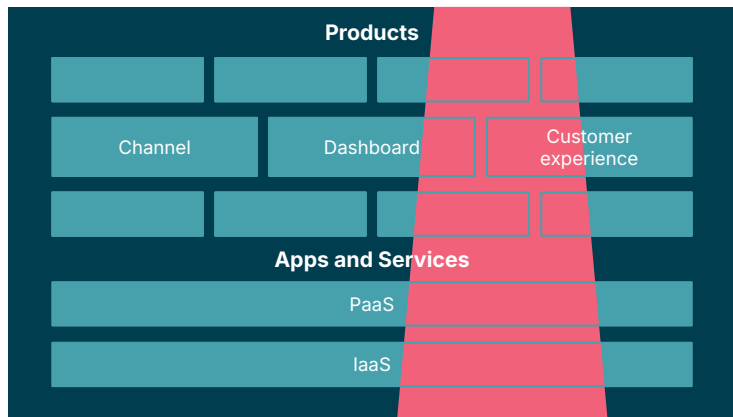 Products
Channel
Dashboard
Customer
experience
Apps and Services
PaaS
IaaS